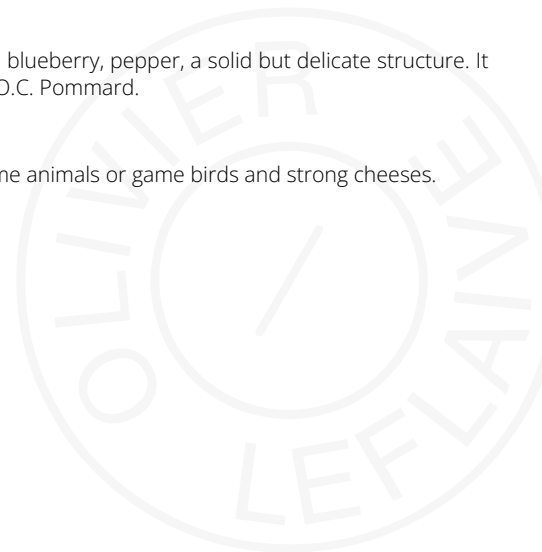 blueberry, pepper, a solid but delicate structure. It
O.C. Pommard.
me animals or game birds and strong cheeses.
OLIVIER
LEFLAIVE